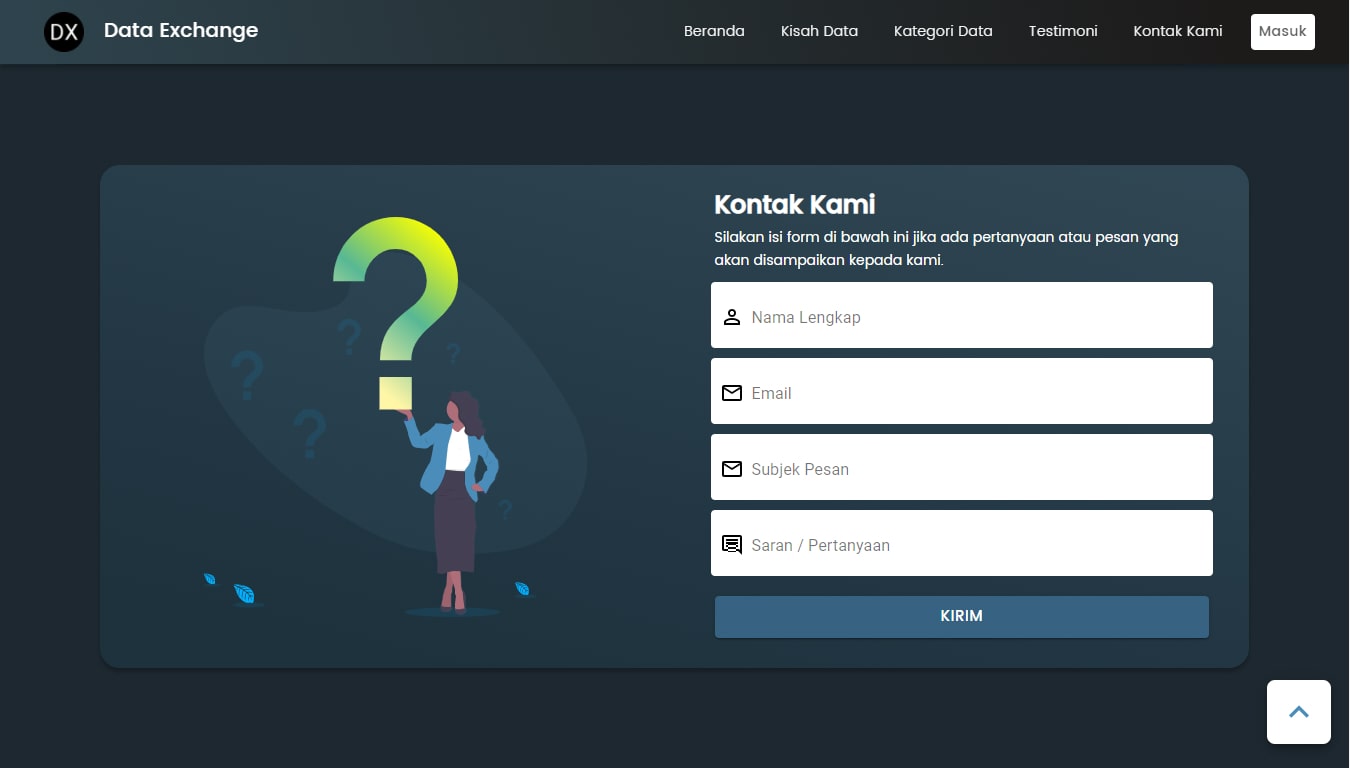 DX
Data Exchange
Beranda
Kisah Data
Kategori Data
Testimoni
Kontak Kami
Masuk
Kontak Kami
Silakan isi form di bawah ini jika ada pertanyaan atau pesan yang
akan disampaikan kepada kami.
Nama Lengkap
Email
Subjek Pesan
Saran / Pertanyaan
KIRIM
?
?
?
?
?
?